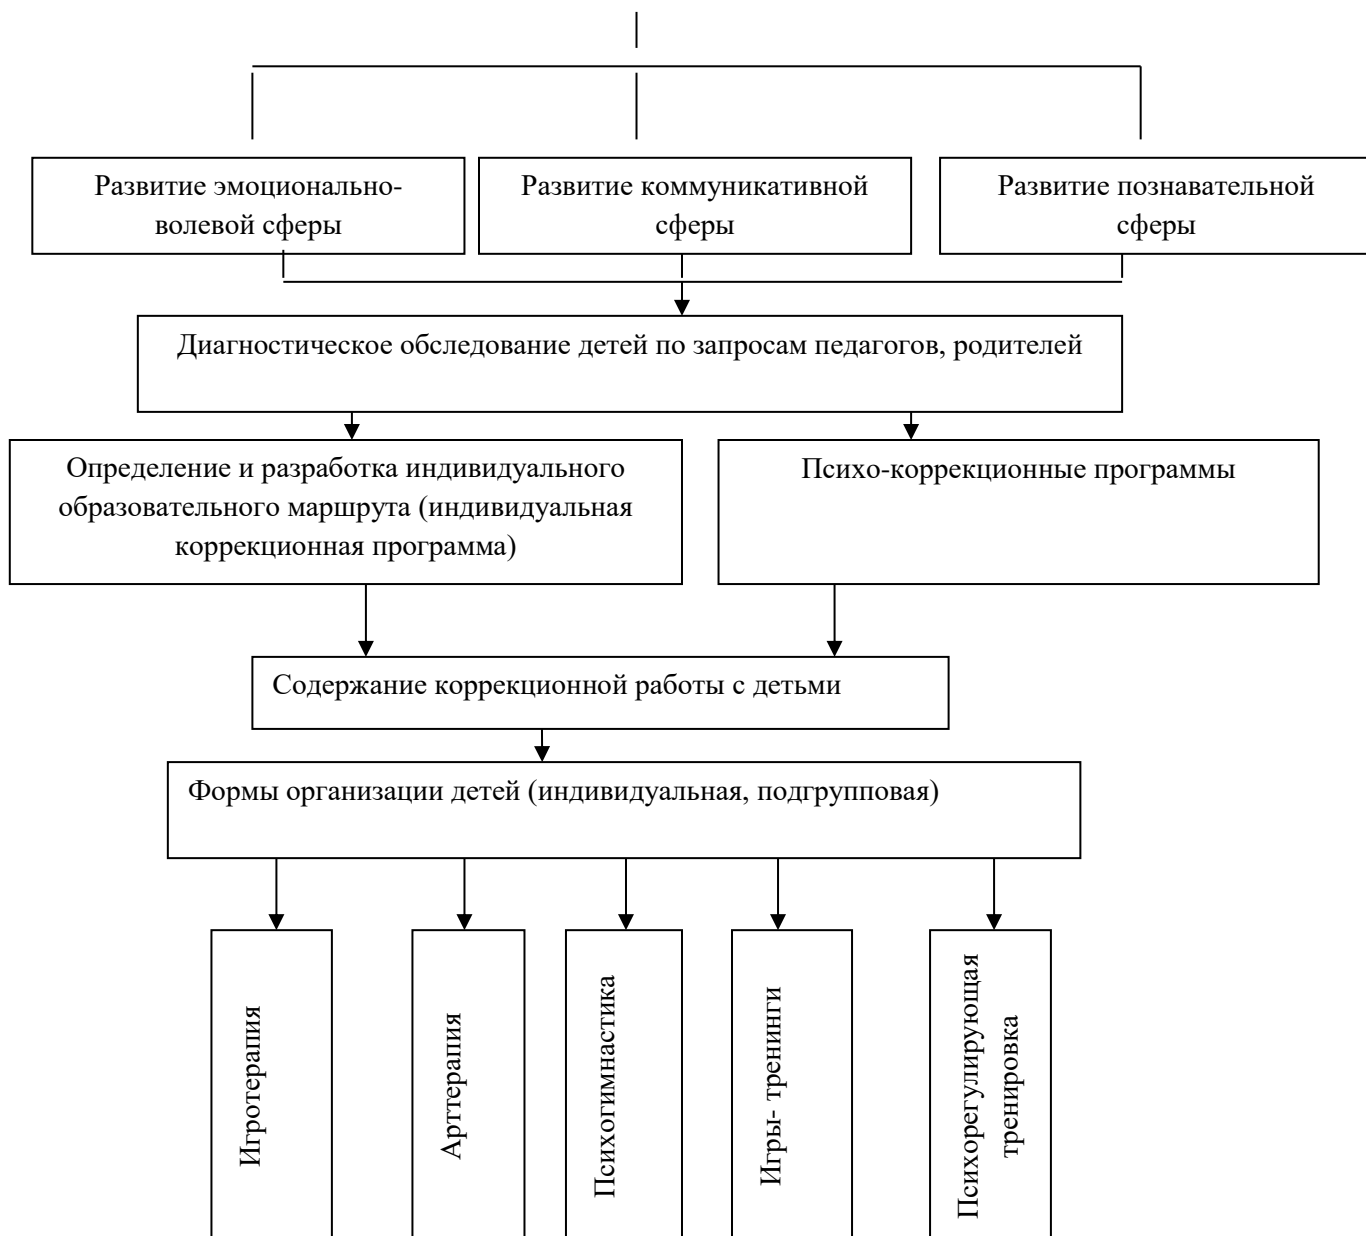 Развитие эмоционально-
волевой сферы
Развитие коммуникативной
сферы
Развитие познавательной
сферы
Диагностическое обследование детей по запросам педагогов, родителей
Определение и разработка индивидуального
образовательного маршрута (индивидуальная
коррекционная программа)
Психо-коррекционные программы
Содержание коррекционной работы с детьми
Формы организации детей (индивидуальная, подгрупповая)
Игротерапия
Арттерапия
Психогимнастика
Игры- тренинги
Психорегулирующая
тренировка